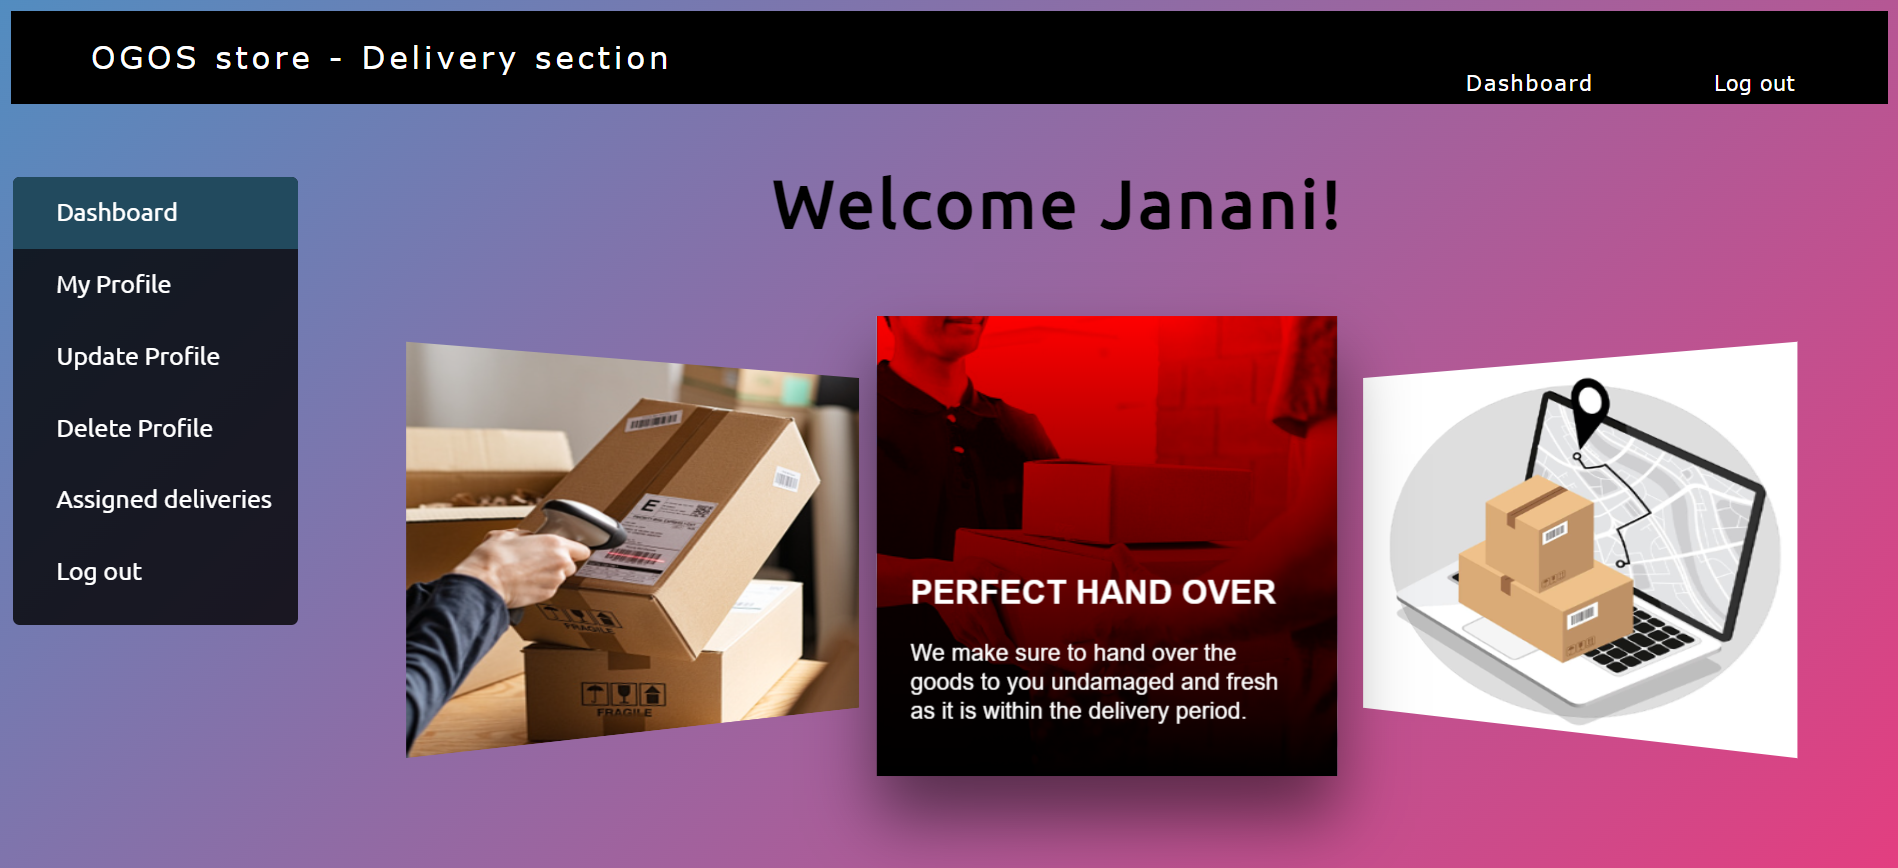 OGOS store - Delivery section
Dashboard
Log out
Dashboard
My Profile
Update Profile
Delete Profile
Assigned deliveries
Log out
Welcome Janani!
E
FRAGILE
FRAGILE
PERFECT HAND OVER
We make sure to hand over the
goods to you undamaged and fresh
as it is within the delivery period.